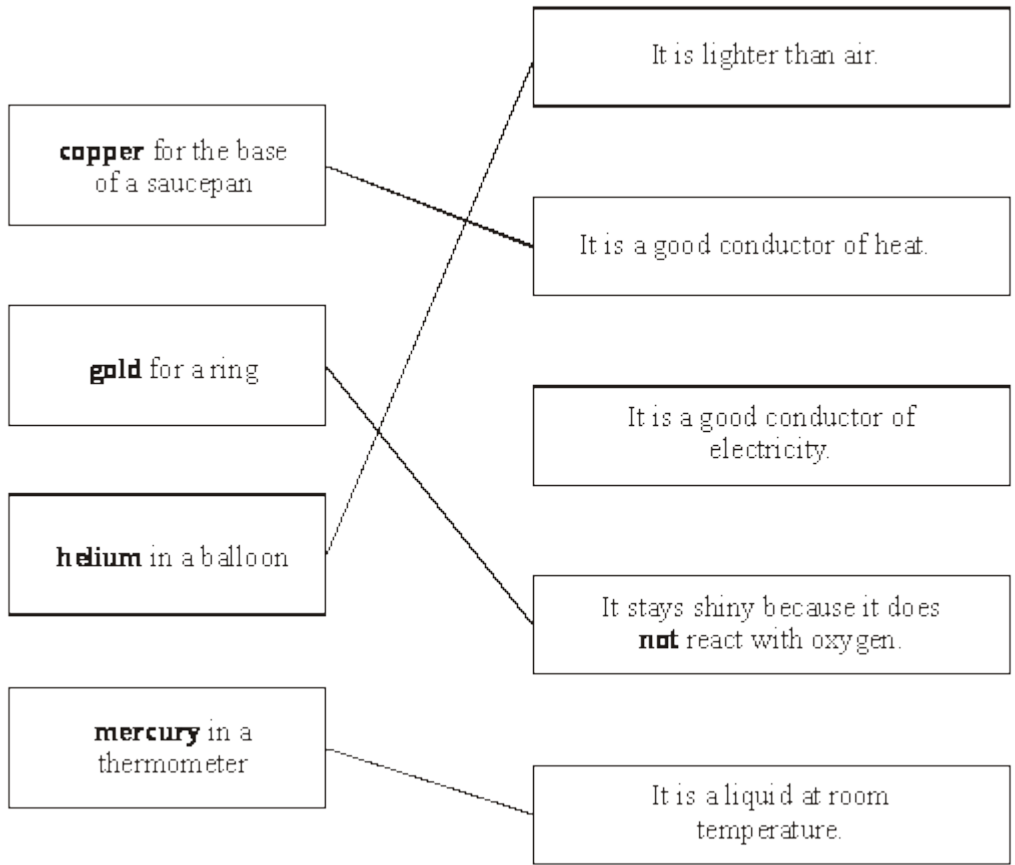 It is lighter than air.
copper for the base
of a saucepan
It is a good conductor of heat.
gold for a ring
It is a good conductor of
electricity.
helium in a balloon
It stays shiny because it does
not react with oxygen.
mercury in a
thermometer
It is a liquid at room
temperature.